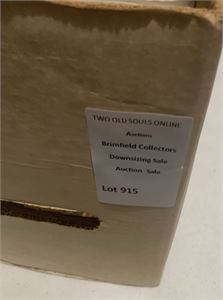 TWO OLD SOULS ONLINE
Auctions
Brimfield Collectors
Downsizing Sale
Auction Sale
Lot 915